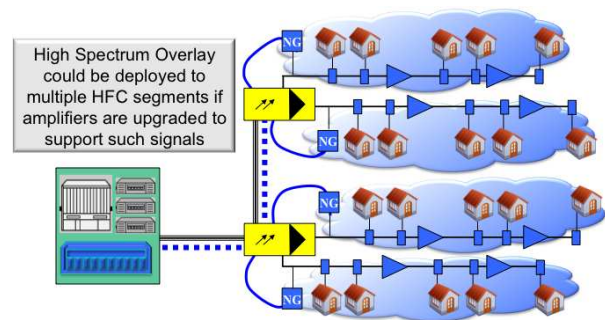 High Spectrum Overlay
could be deployed to
multiple HFC segments if
amplifiers are upgraded to
support such signals
NG
NG
NG
NG